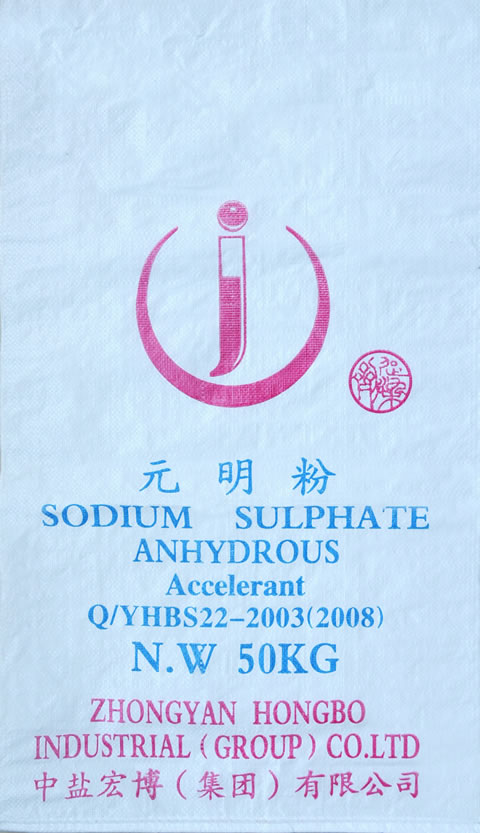 元明粉
SODIUM SULPHATE
ANHYDROUS
Accelerant
Q/YHBS22-2003(2008)
N.W 50KG
ZHONGYAN HONGBO
INDUSTRIAL (GROUP) CO.LTD
中盐宏博(集团)有限公司